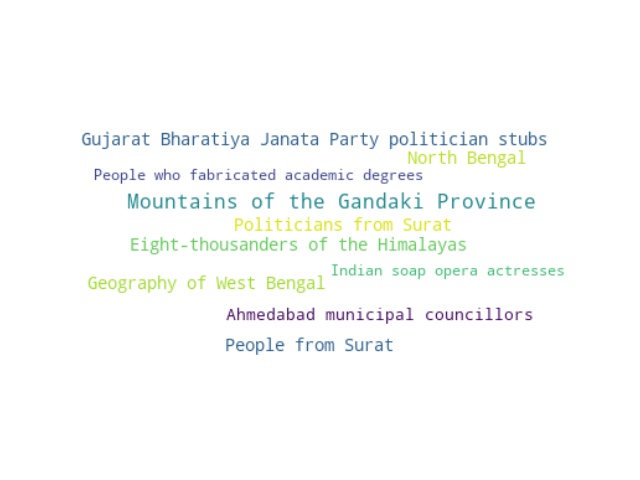 Gujarat Bharatiya Janata Party politician stubs
North Bengal
People who fabricated academic degrees
Mountains of the Gandaki Province
Politicians from Surat
Eight-thousanders of the Himalayas
Indian soap opera actresses
Geography of West Bengal
Ahmedabad municipal councillors
People from Surat